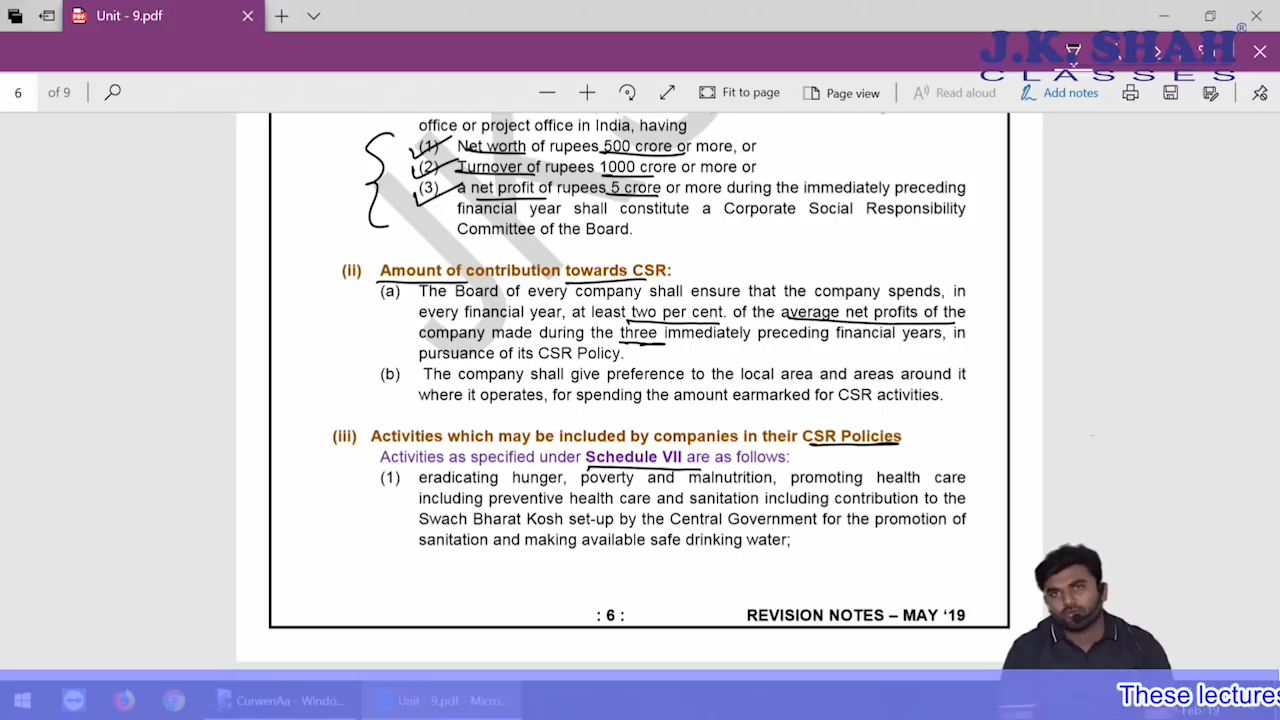 Unit - 9.pdf
J.K. SHAH
®
CLASSES
6 of 9
Fit to page
Page view
Read aloud
Add notes
office or project office in India, having
(1) Net worth of rupees 500 crore or more, or
(2) Turnover of rupees 1000 crore or more or
(3) a net profit of rupees 5 crore or more during the immediately preceding
financial year shall constitute a Corporate Social Responsibility
Committee of the Board.
(ii) Amount of contribution towards CSR:
(a) The Board of every company shall ensure that the company spends, in
every financial year, at least two per cent. of the average net profits of the
company made during the three immediately preceding financial years, in
pursuance of its CSR Policy.
(b) The company shall give preference to the local area and areas around it
where it operates, for spending the amount earmarked for CSR activities.
(iii) Activities which may be included by companies in their CSR Policies
Activities as specified under Schedule VII are as follows:
(1) eradicating hunger, poverty and malnutrition, promoting health care
including preventive health care and sanitation including contribution to the
Swach Bharat Kosh set-up by the Central Government for the promotion of
sanitation and making available safe drinking water;
: 6 : REVISION NOTES – MAY ‘19
These lectures
CurwenAa - Windo...
Unit - 9.pdf - Micro...